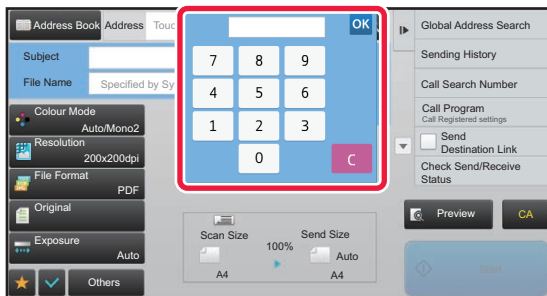 Address Book
Address
Touc
OK
Global Address Search
Subject
Sending History
File Name
Specified by Sy
Call Search Number
7 8 9
4 5 6
1 2 3
0 C
Call Program
Call Registered settings
Send
Destination Link
Check Send/Receive
Status
Colour Mode
Auto/Mono2
Resolution
200x200dpi
File Format
PDF
Original
Exposure
Auto
Others
Scan Size
100%
Send Size
Auto
A4
A4
Preview
CA
Start